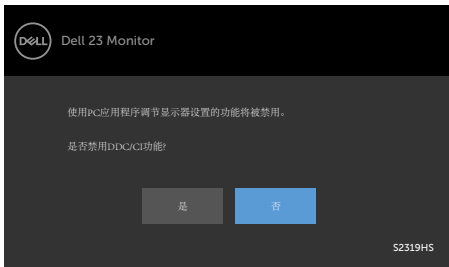 DELL Dell 23 Monitor
使用PC应用程序调节显示器设置的功能将被禁用。
是否禁用DDC/CI功能?
是 否
S2319HS